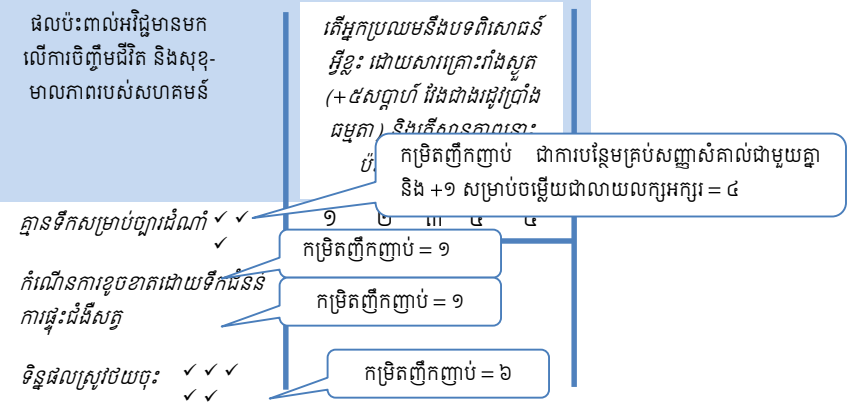 ផលប៉ះពាល់អវិជ្ជមានមក
លើការចិញ្ចឹមជីវិត និងសុខុ-
មាលភាពរបស់សហគមន៍
តើអ្នកប្រឈមនឹងបទពិសោធន៍
អ្វីខ្លះ ដោយសារគ្រោះរាំងស្ងួត
(+៥សប្តាហ៍ វែងជាងរដូវប្រាំង
ធម្មតា)
កម្រិតញឹកញាប់ ជាការបន្ថែមគ្រប់សញ្ញាសំគាល់ជាមួយគ្នា
និង +១ សម្រាប់ចម្លើយជាលាយលក្សអក្សរ = ៤
គ្មានទឹកសម្រាប់ច្បារដំណាំ ✓ ✓
✓
១ ២ ៣ ៤ ៥
កម្រិតញឹកញាប់ = ១
កំណើនការខូចខាតដោយទឹកជំនន់
កម្រិតញឹកញាប់ = ១
ការផ្ទុះជំងឺសត្វ
ទិន្នផលស្រូវថយចុះ ✓ ✓ ✓
✓ ✓
កម្រិតញឹកញាប់ = ៦